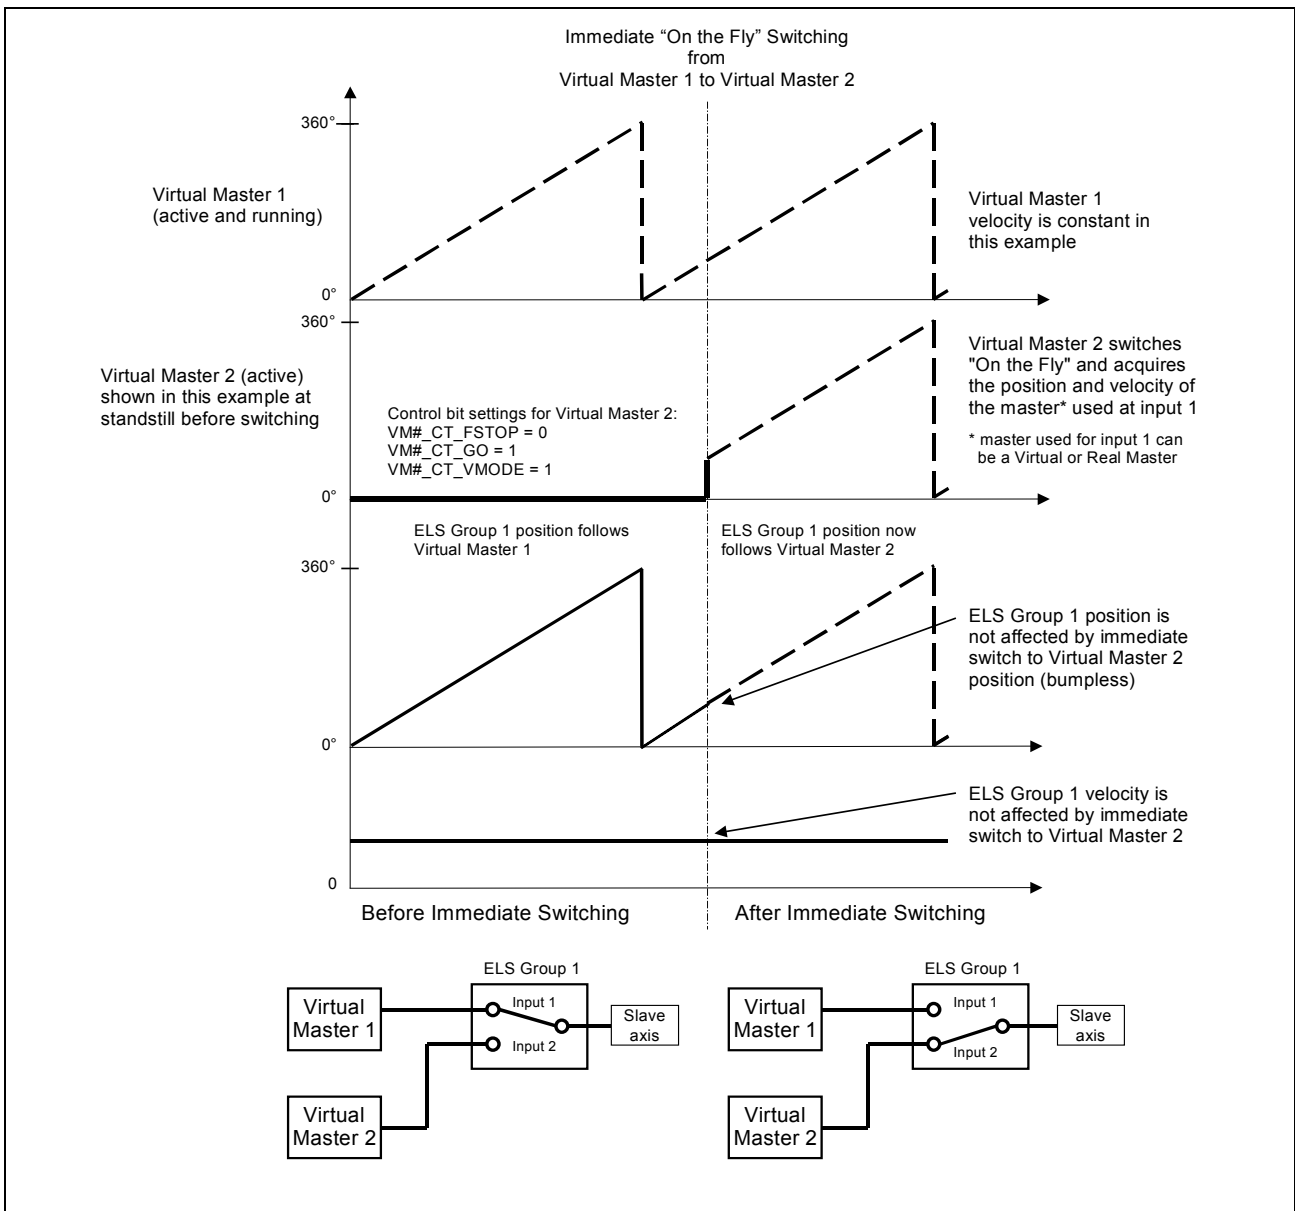 Immediate “On the Fly” Switching
from
Virtual Master 1 to Virtual Master 2
360°
Virtual Master 1
(active and running)
Virtual Master 1
velocity is constant in
this example
0°
360°
Virtual Master 2 (active)
shown in this example at
standstill before switching
Control bit settings for Virtual Master 2:
VM#_CT_FSTOP = 0
VM#_CT_GO = 1
VM#_CT_VMODE = 1
Virtual Master 2 switches
"On the Fly" and acquires
the position and velocity of
the master* used at input 1
* master used for input 1 can
be a Virtual or Real Master
0°
ELS Group 1 position follows
Virtual Master 1
ELS Group 1 position now
follows Virtual Master 2
360°
ELS Group 1 position is
not affected by immediate
switch to Virtual Master 2
position (bumpless)
0°
ELS Group 1 velocity is
not affected by immediate
switch to Virtual Master 2
0
Before Immediate Switching
After Immediate Switching
ELS Group 1
Virtual
Master 1
Input 1
Input 2
Slave
axis
Virtual
Master 2
ELS Group 1
Virtual
Master 1
Input 1
Input 2
Slave
axis
Virtual
Master 2